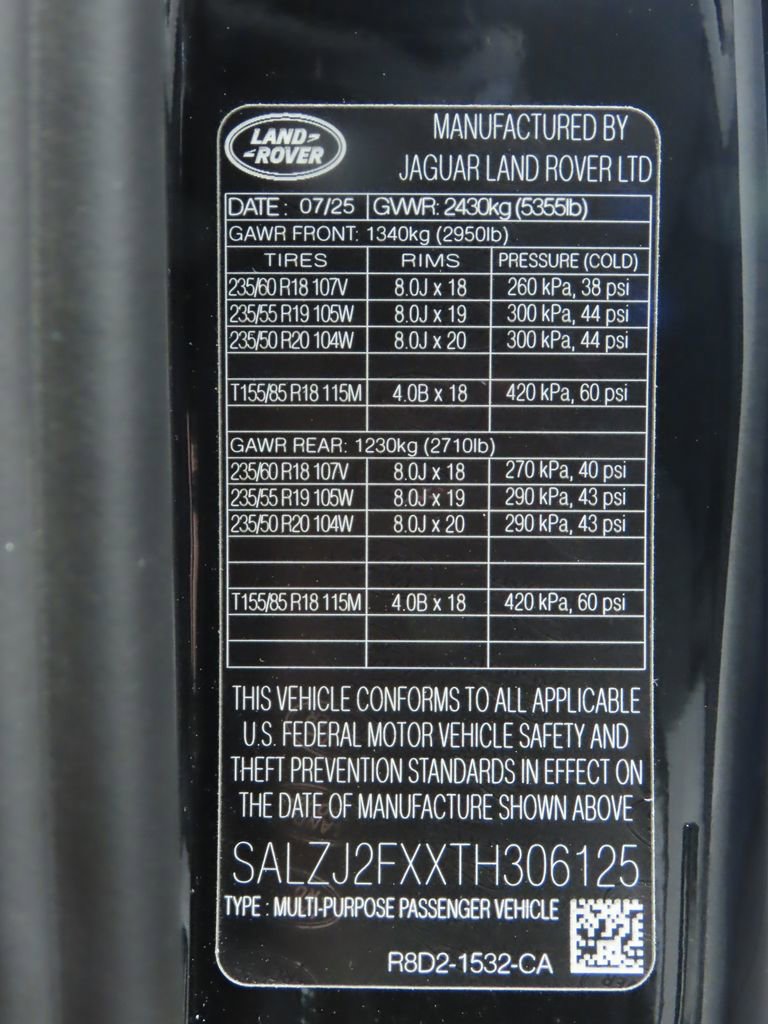 LAND-
-ROVER
MANUFACTURED BY
JAGUAR LAND ROVER LTD
DATE: 07/25 GVWR: 2430kg (5355lb)
GAWR FRONT: 1340kg (2950lb)
TIRES RIMS PRESSURE (COLD)
235/60 R18 107V 8.0J x 18 260 kPa, 38 psi
235/55 R19 105W 8.0J x 19 300 kPa, 44 psi
235/50 R20 104W 8.0J x 20 300 kPa, 44 psi
T155/85 R18 115M 4.0B x 18 420 kPa, 60 psi
GAWR REAR: 1230kg (2710lb)
235/60 R18 107V 8.0J x 18 270 kPa, 40 psi
235/55 R19 105W 8.0J x 19 290 kPa, 43 psi
235/50 R20 104W 8.0J x 20 290 kPa, 43 psi
T155/85 R18 115M 4.0B x 18 420 kPa, 60 psi
THIS VEHICLE CONFORMS TO ALL APPLICABLE
U.S. FEDERAL MOTOR VEHICLE SAFETY AND
THEFT PREVENTION STANDARDS IN EFFECT ON
THE DATE OF MANUFACTURE SHOWN ABOVE
SALZJ2FXXTH306125
TYPE : MULTI-PURPOSE PASSENGER VEHICLE
R8D2-1532-CA